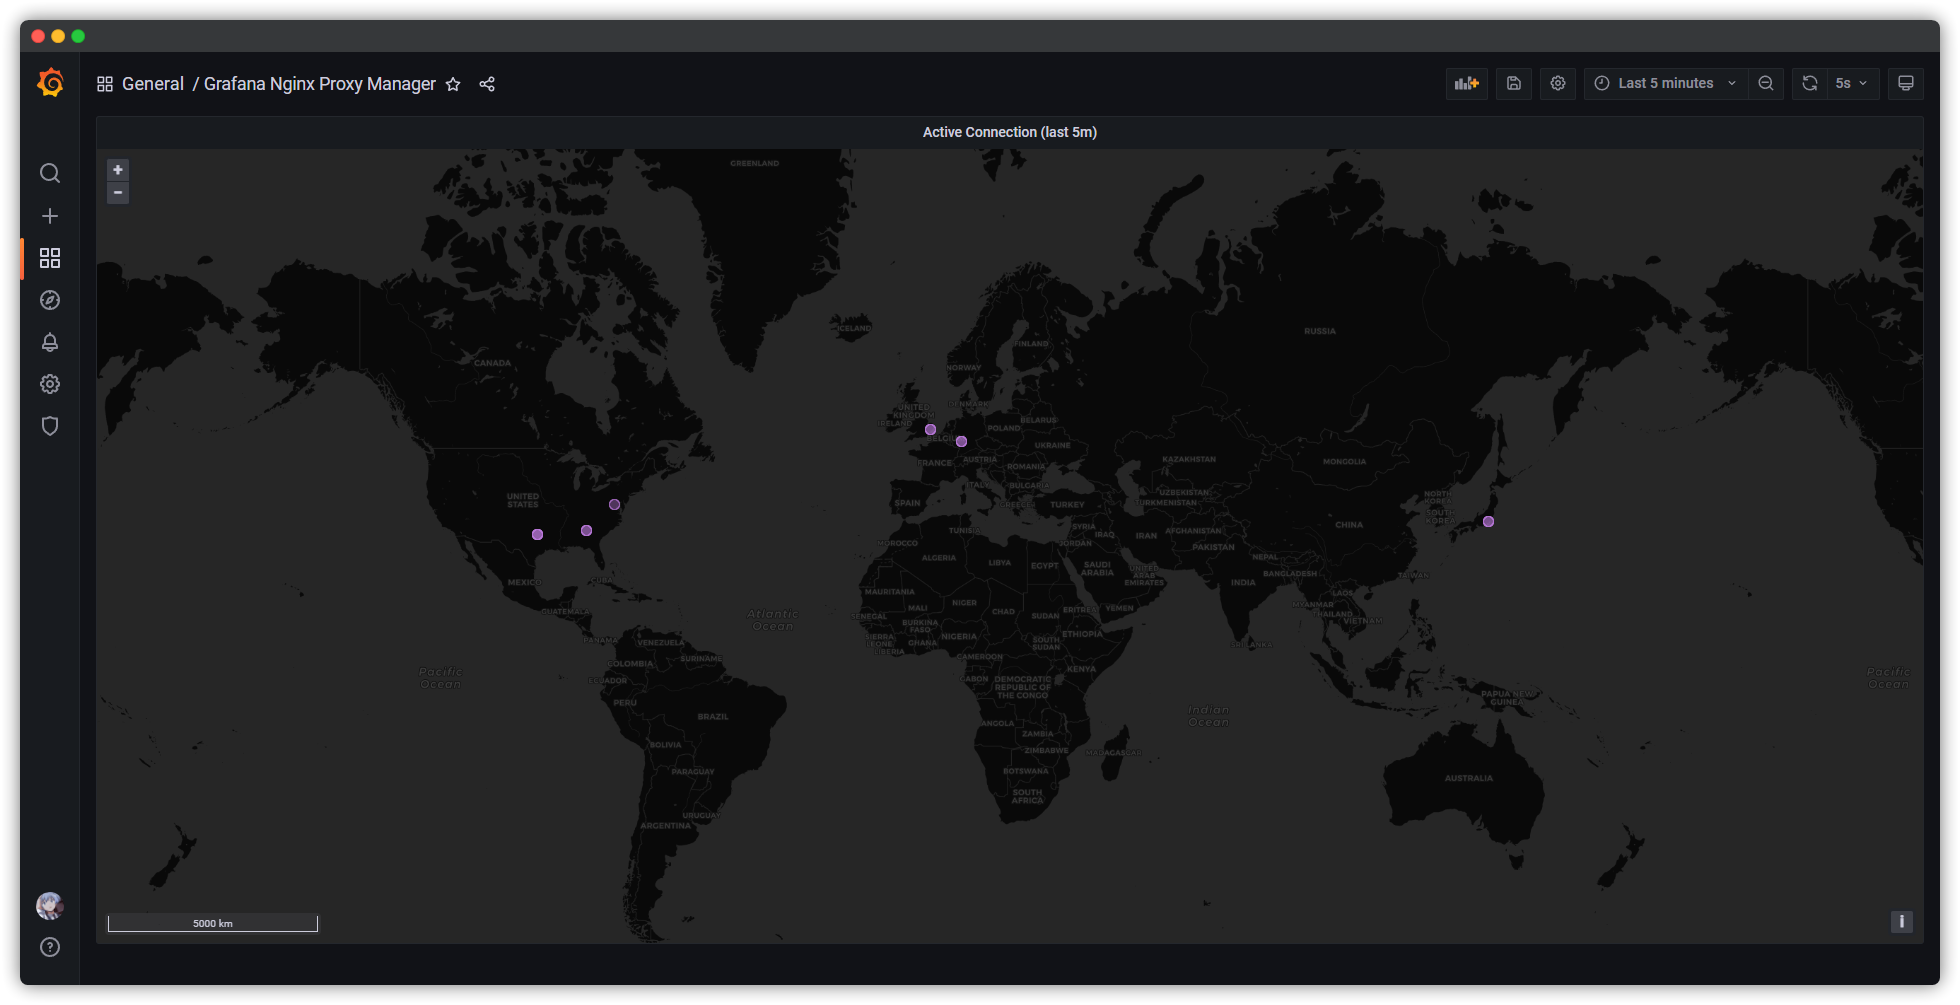 General / Grafana Nginx Proxy Manager
Last 5 minutes
5s
Active Connection (last 5m)
+
-
GREENLAND
ICELAND
RUSSIA
FINLAND
CANADA
NORWAY
DENMARK
UNITED
KINGDOM
IRELAND
BELARUS
POLAND
BELGIU
UKRAINE
FRANCE
AUSTRIA
KAZAKHSTAN
MONGOLIA
ROMANIA
ITALY
BULGARIA
UNITED
STATES
SPAIN
GREECE
TURKEY
UZBEKISTAN
TURKMENISTAN
NORTH
KOREA
SOUTH
KOREA
CHINA
TUNISIA
SYRIA
IRAQ
IRAN
AFGHANISTAN
MOROCCO
JORDAN
PAKISTAN
ALGERIA
LIBYA
EGYPT
NEPAL
SAUDI
ARABIA
UNITED
ARAB
EMIRATES
BANGLADESH
TAIWAN
MEXICO
CUBA
INDIA
MAURITANIA
LAOS
GUATEMALA
MALI
NIGER
CHAD
SUDAN
ERITREA
YEMEN
MYANMAR
THAILAND
VIETNAM
Atlantic
Ocean
SENEGAL
BURKINA
FASO
PANAMA
VENEZUELA
SIERRA
LEONE
LIBERIA
GHANA
NIGERIA
SOUTH
SUDAN
ETHIOPIA
SRI LANKA
COLOMBIA
SURINAME
CAMEROON
KENYA
Pacific
Ocean
ECUADOR
GABON
DEMOCRATIC
REPUBLIC OF
THE CONGO
Pacific
Ocean
PERU
BRAZIL
ANGOLA
Indian
Ocean
PAPUA NEW
GUINEA
ZAMBIA
BOLIVIA
ZIMBABWE
MADAGASCAR
PARAGUAY
BOTSWANA
AUSTRALIA
SOUTH
AFRICA
URUGUAY
ARGENTINA
5000 km
i